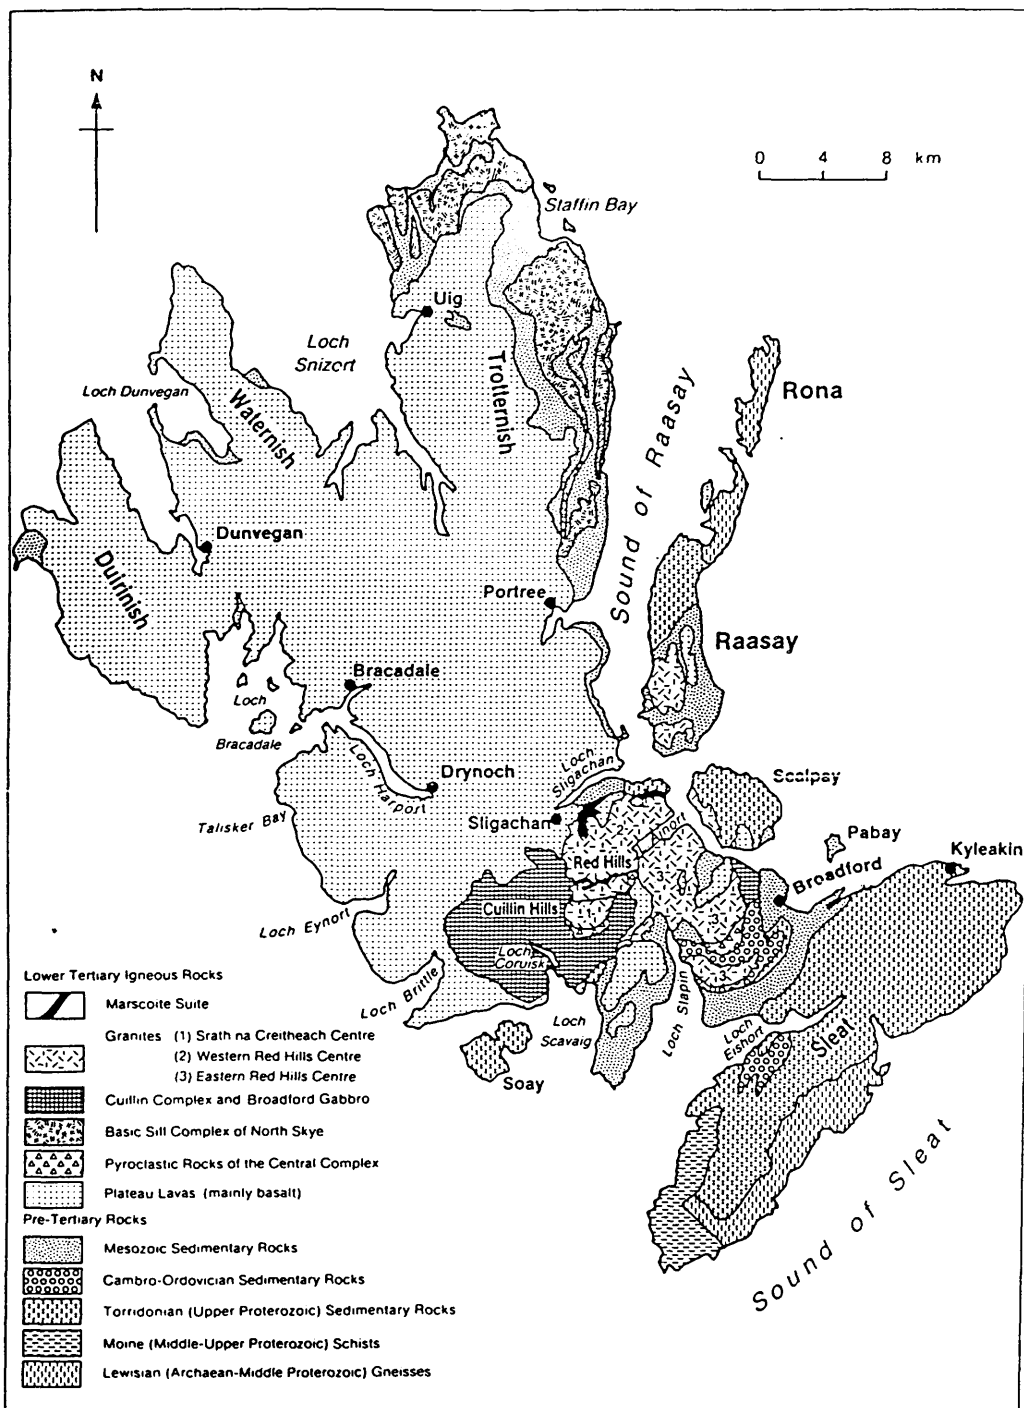 N
0 4 8 km
Staffin Bay
Uig
Loch
Snizort
Trotternish
Loch Dunvegan
Waternish
Rona
Sound of Raasay
Dunvegan
Duirinish
Portree
Raasay
Bracadale
Loch
Bracadale
Loch Harport
Drynoch
Loch
Sligachan
Scalpay
Talisker Bay
Sligachan
2
Ainort
Pabay
Kyleakin
Red Hills
3
Broadford
Cuillin Hills
1
3
Loch Eynort
Loch
Coruisk
3
Loch Brittle
Loch
Scavaig
Loch Slapin
Loch
Eishort
Sleat
Soay
Sound of Sleat
Lower Tertiary Igneous Rocks
Marscoite Suite
Granites (1) Srath na Creitheach Centre
(2) Western Red Hills Centre
(3) Eastern Red Hills Centre
Cuillin Complex and Broadford Gabbro
Basic Sill Complex of North Skye
Pyroclastic Rocks of the Central Complex
Plateau Lavas (mainly basalt)
Pre-Tertiary Rocks
Mesozoic Sedimentary Rocks
Cambro-Ordovician Sedimentary Rocks
Torridonian (Upper Proterozoic) Sedimentary Rocks
Moine (Middle-Upper Proterozoic) Schists
Lewisian (Archaean-Middle Proterozoic) Gneisses